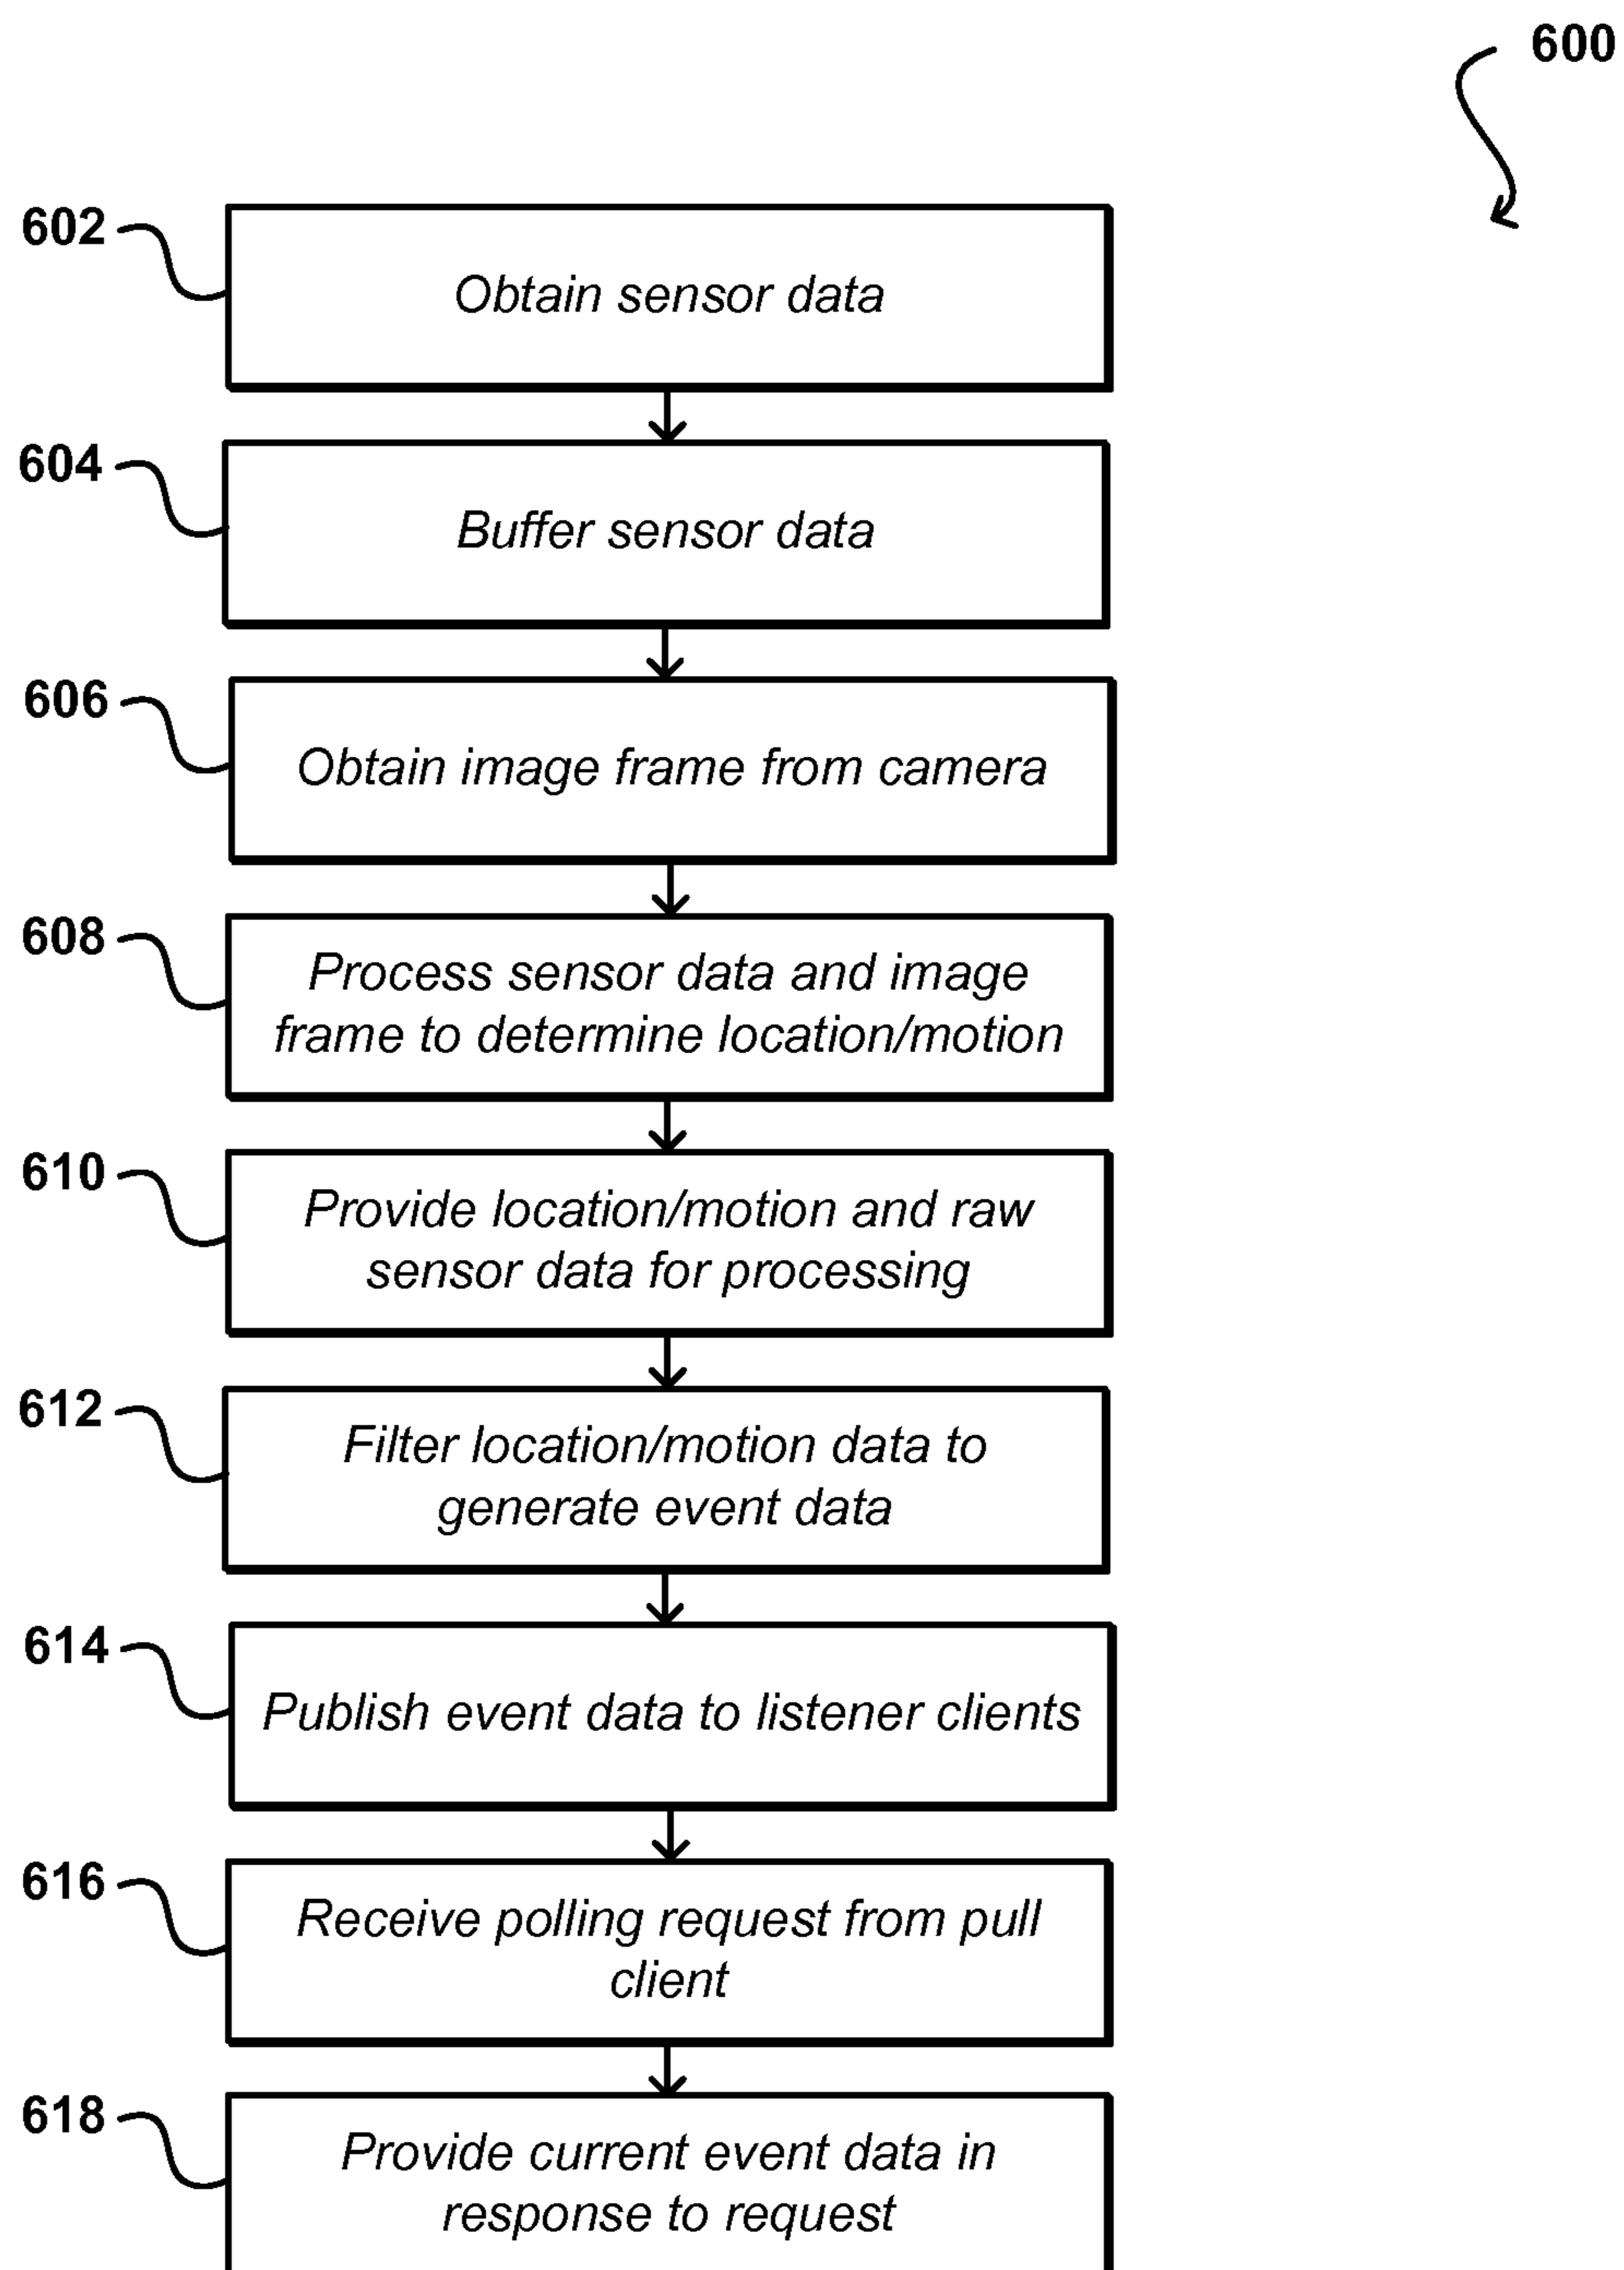 600
602
Obtain sensor data
604
Buffer sensor data
606
Obtain image frame from camera
608
Process sensor data and image
frame to determine location/motion
610
Provide location/motion and raw
sensor data for processing
612
Filter location/motion data to
generate event data
614
Publish event data to listener clients
616
Receive polling request from pull
client
618
Provide current event data in
response to request